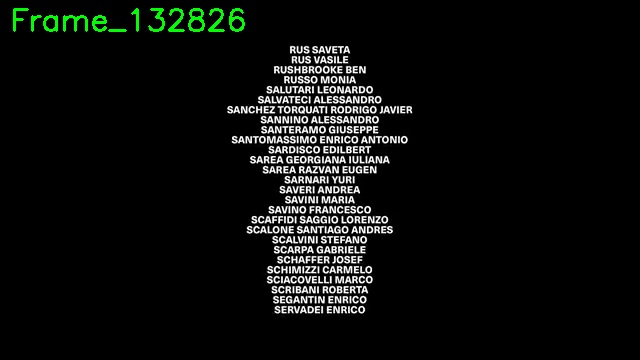 Frame_132826
RUS SAVETA
RUS VASILE
RUSHBROOKE BEN
RUSSO MONIA
SALUTARI LEONARDO
SALVATECI ALESSANDRO
SANCHEZ TORQUATI RODRIGO JAVIER
SANNINO ALESSANDRO
SANTERAMO GIUSEPPE
SANTOMASSIMO ENRICO ANTONIO
SARDISCO EDILBERT
SAREA GEORGIANA IULIANA
SAREA RAZVAN EUGEN
SARNARI YURI
SAVERI ANDREA
SAVINI MARIA
SAVINO FRANCESCO
SCAFFIDI SAGGIO LORENZO
SCALONE SANTIAGO ANDRES
SCALVINI STEFANO
SCARPA GABRIELE
SCHAFFER JOSEF
SCHIMIZZI CARMELO
SCIACOVELLI MARCO
SCRIBANI ROBERTA
SEGANTIN ENRICO
SERVADEI ENRICO